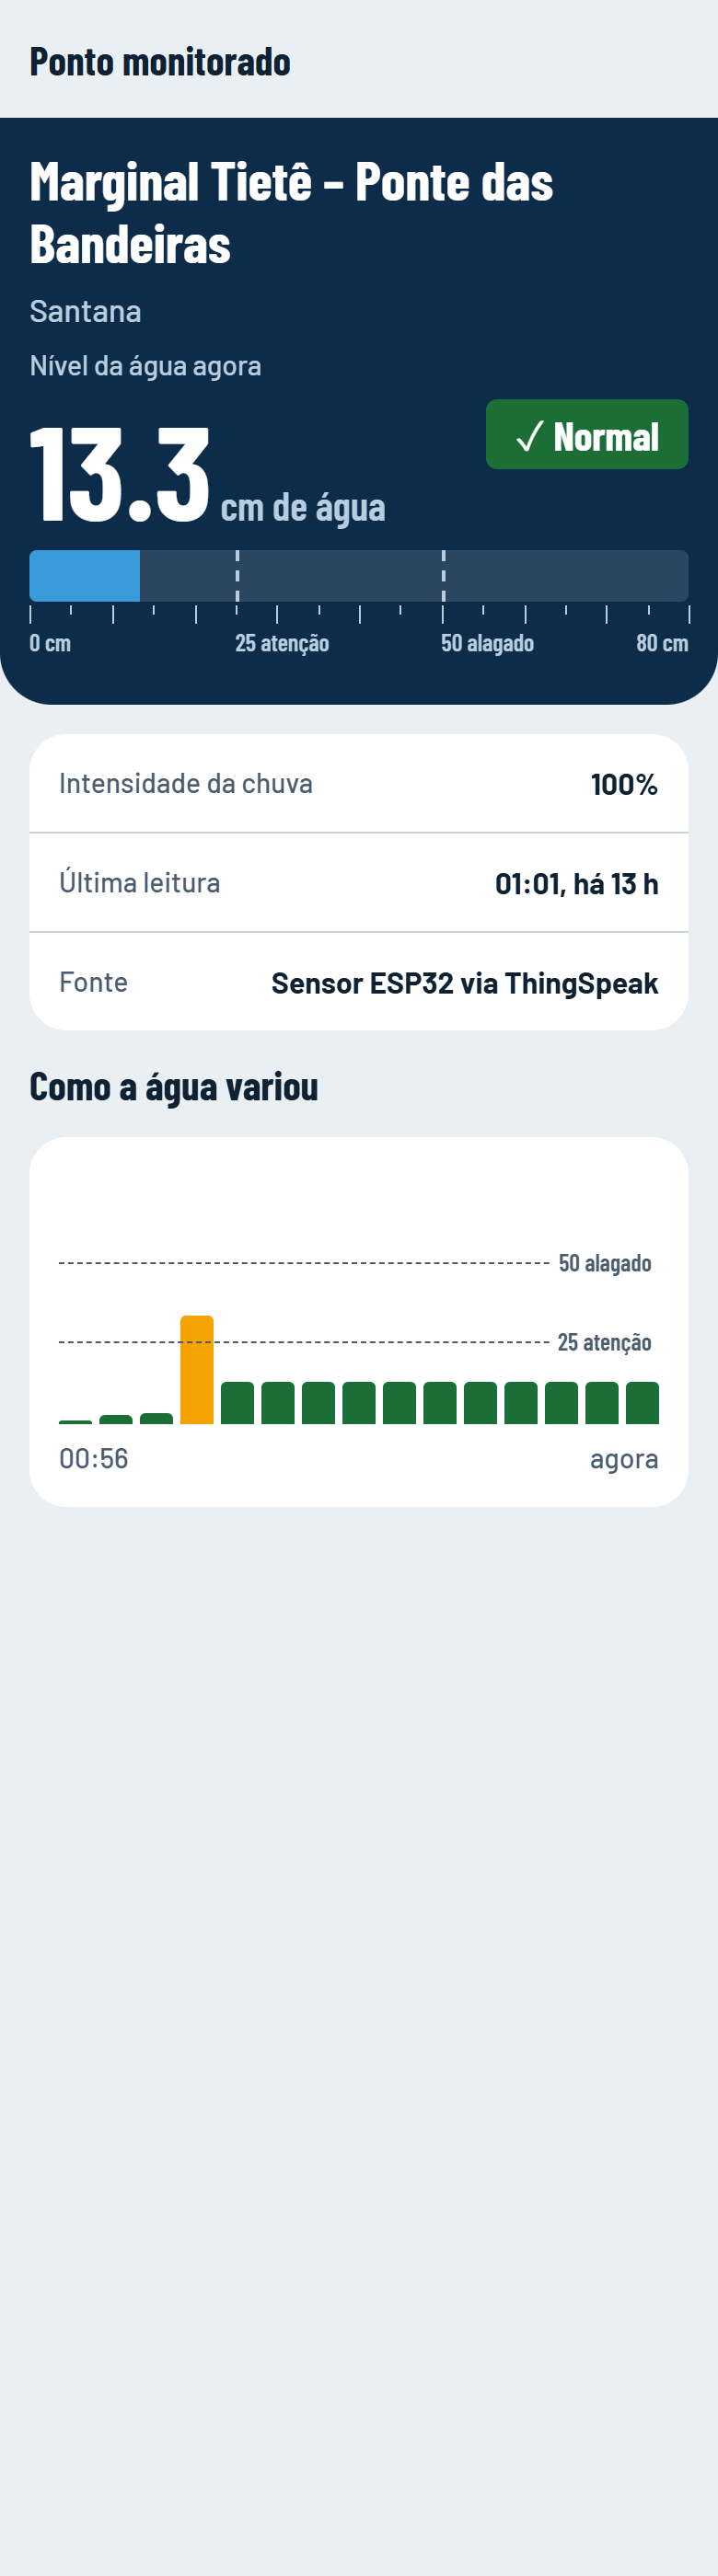 Ponto monitorado
Marginal Tietê – Ponte das
Bandeiras
Santana
Nível da água agora
✓ Normal
13.3 cm de água
0 cm 25 atenção 50 alagado 80 cm
Intensidade da chuva 100%
Última leitura 01:01, há 13 h
Fonte Sensor ESP32 via ThingSpeak
Como a água variou
50 alagado
25 atenção
00:56 agora